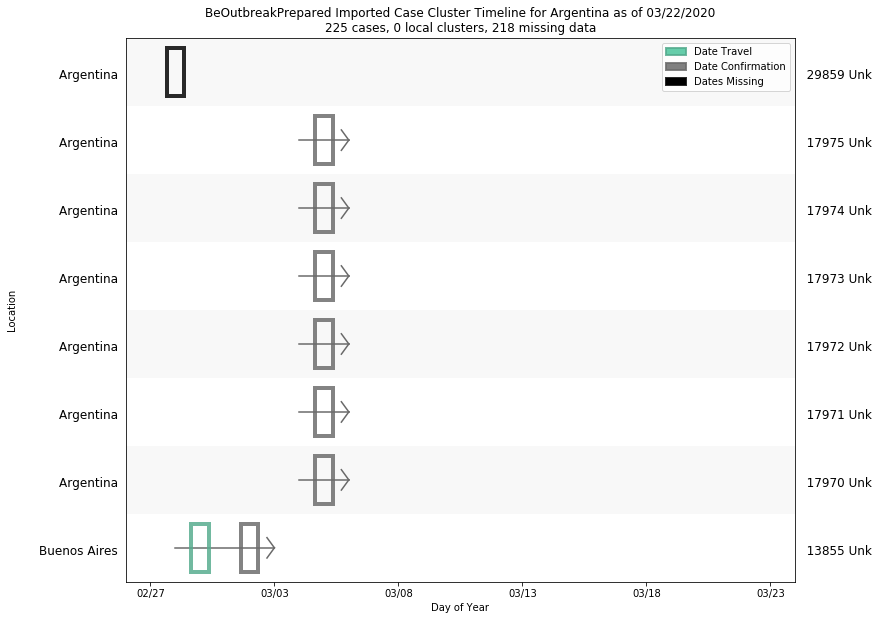 BeOutbreakPrepared Imported Case Cluster Timeline for Argentina as of 03/22/2020
225 cases, 0 local clusters, 218 missing data
Date Travel
Date Confirmation
Dates Missing
Argentina
29859 Unk
Argentina
17975 Unk
Argentina
17974 Unk
Argentina
17973 Unk
Argentina
17972 Unk
Argentina
17971 Unk
Argentina
17970 Unk
Buenos Aires
13855 Unk
Location
02/27
03/03
03/08
03/13
03/18
03/23
Day of Year